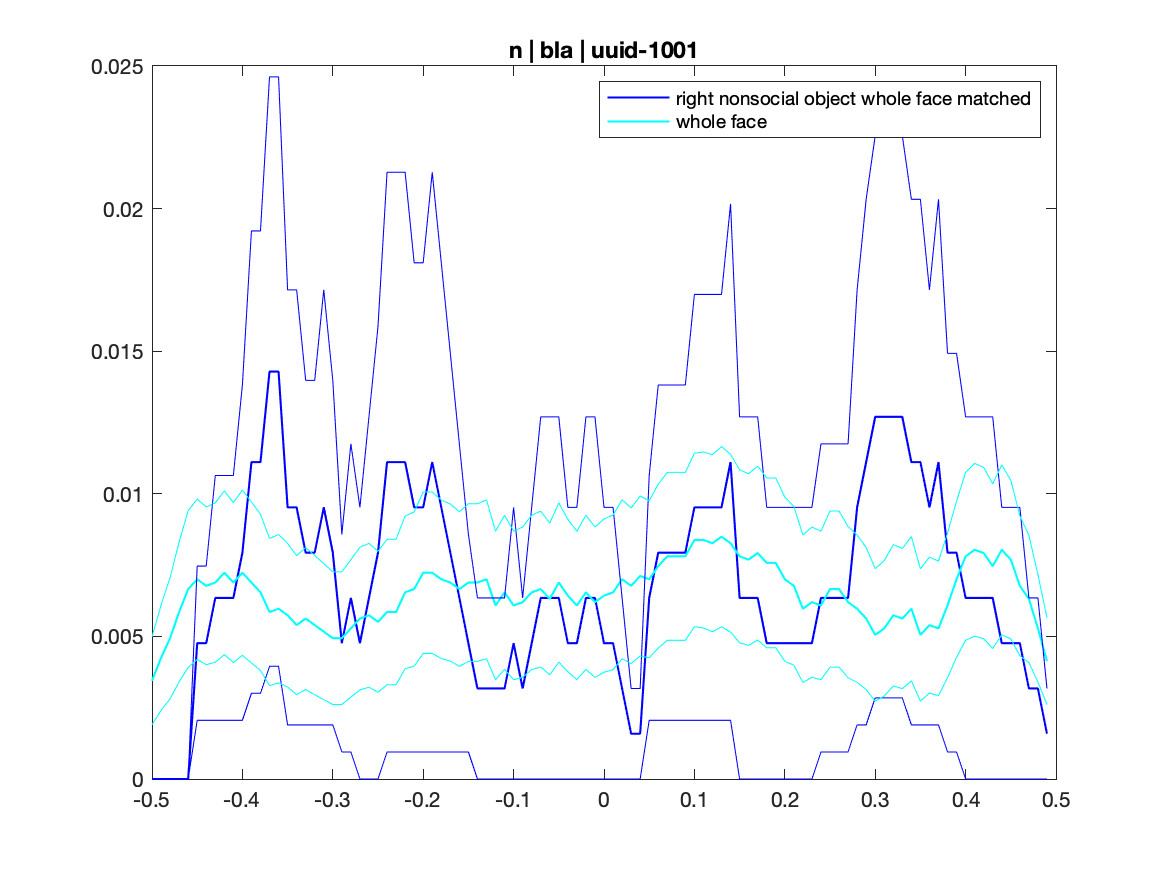 n | bla | uuid-1001
0.025
0.02
0.015
0.01
0.005
0
right nonsocial object whole face matched
whole face
-0.5 -0.4 -0.3 -0.2 -0.1 0 0.1 0.2 0.3 0.4 0.5